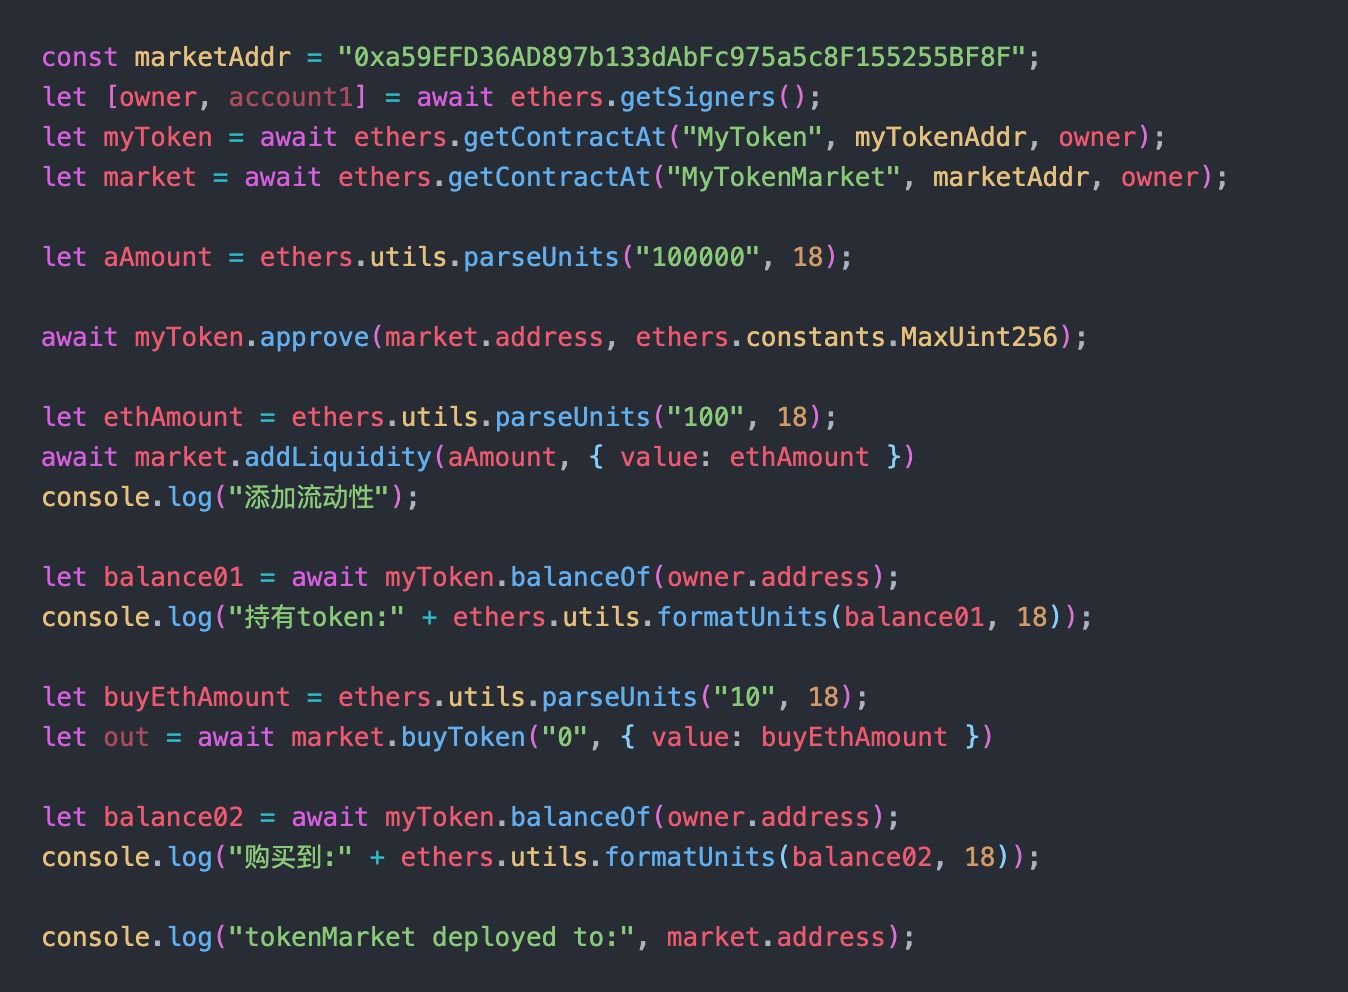 const marketAddr = "0xa59EFD36AD897b133dAbFc975a5c8F155255BF8F";
let [owner, account1] = await ethers.getSigners();
let myToken = await ethers.getContractAt("MyToken", myTokenAddr, owner);
let market = await ethers.getContractAt("MyTokenMarket", marketAddr, owner);
let aAmount = ethers.utils.parseUnits("100000", 18);
await myToken.approve(market.address, ethers.constants.MaxUint256);
let ethAmount = ethers.utils.parseUnits("100", 18);
await market.addLiquidity(aAmount, { value: ethAmount })
console.log("添加流动性");
let balance01 = await myToken.balanceOf(owner.address);
console.log("持有token:" + ethers.utils.formatUnits(balance01, 18));
let buyEthAmount = ethers.utils.parseUnits("10", 18);
let out = await market.buyToken("0", { value: buyEthAmount })
let balance02 = await myToken.balanceOf(owner.address);
console.log("购买到:" + ethers.utils.formatUnits(balance02, 18));
console.log("tokenMarket deployed to:", market.address);